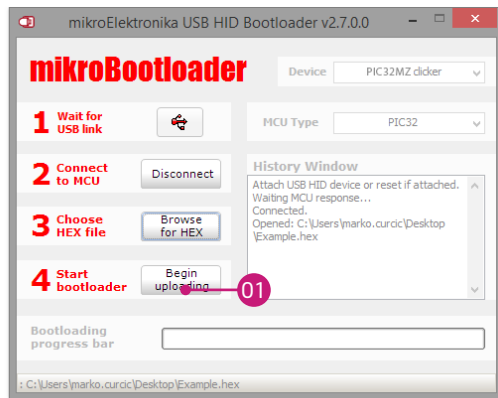 mikroElektronika USB HID Bootloader v2.7.0.0
mikroBootloader
Device
PIC32MZ clicker
1 Wait for
USB link
MCU Type
PIC32
2 Connect
to MCU
Disconnect
History Window
Attach USB HID device or reset if attached.
Waiting MCU response...
Connected.
Opened: C:\Users\marko.curcic\Desktop
\Example.hex
3 Choose
HEX file
Browse
for HEX
4 Start
bootloader
Begin
uploading
01
Bootloading
progress bar
: C:\Users\marko.curcic\Desktop\Example.hex